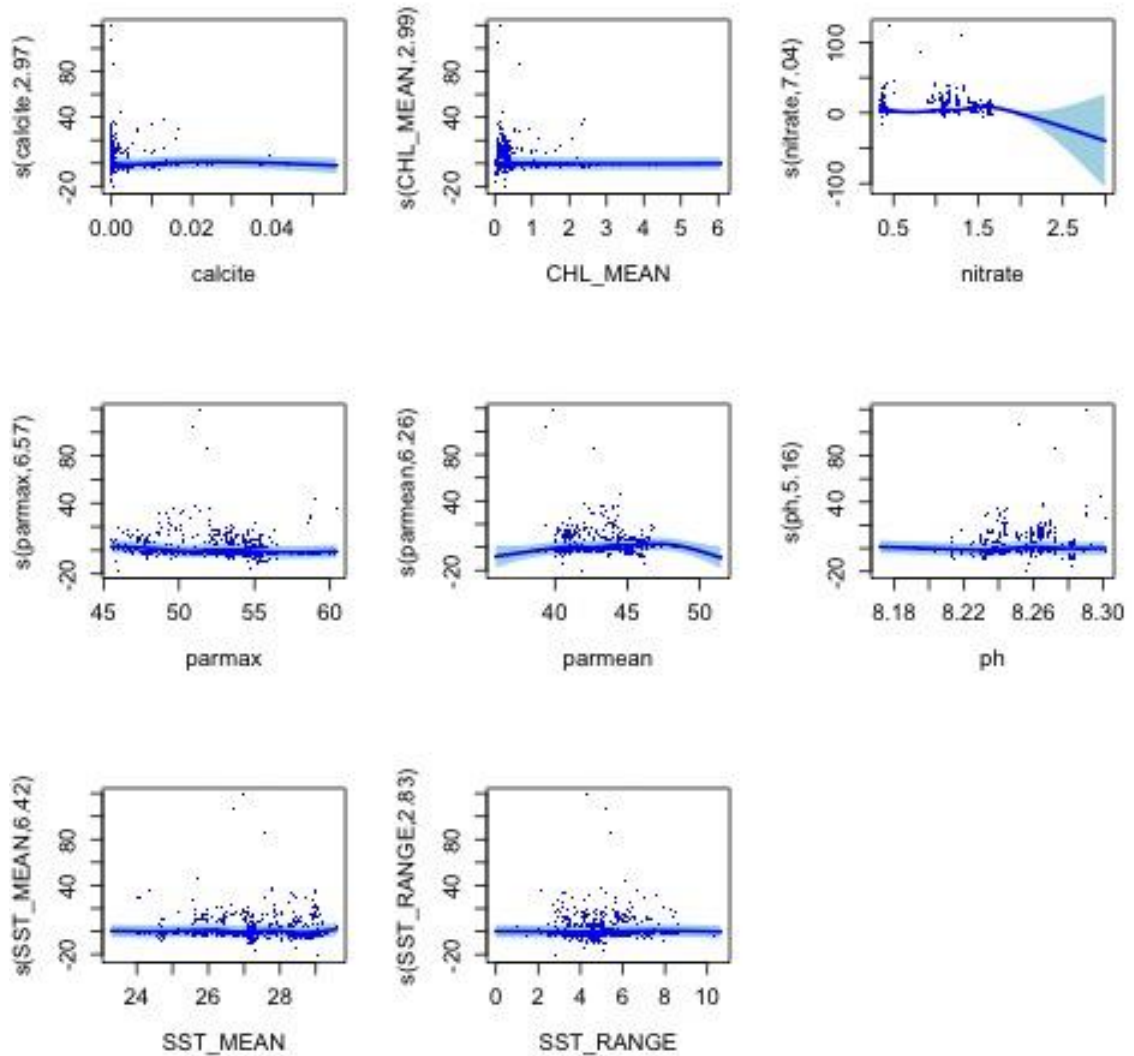 s(calcite,2.97)
80
40
-20
0.00 0.02 0.04
calcite
s(CHL_MEAN,2.99)
80
40
-20
0 1 2 3 4 5 6
CHL_MEAN
s(nitrate,7.04)
100
0
-100
0.5 1.5 2.5
nitrate
s(parmax,6.57)
80
40
-20
45 50 55 60
parmax
s(parmean,6.26)
80
40
-20
40 45 50
parmean
s(ph,5.16)
80
40
-20
8.18 8.22 8.26 8.30
ph
s(SST_MEAN,6.42)
80
40
-20
24 26 28
SST_MEAN
s(SST_RANGE,2.83)
80
40
-20
0 2 4 6 8 10
SST_RANGE